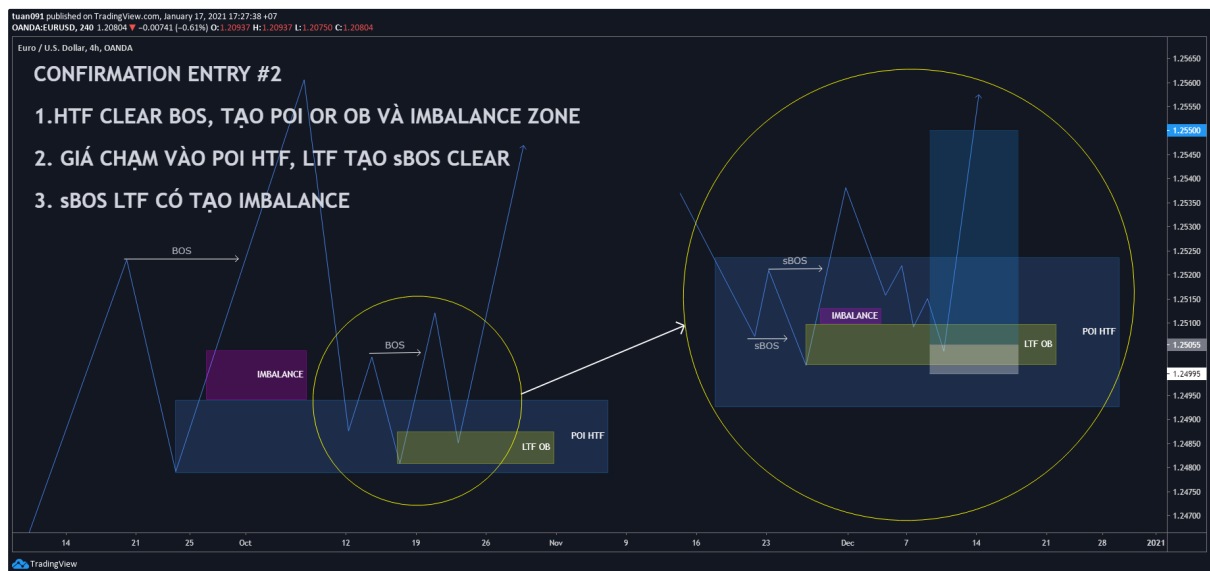 tuan091 published on TradingView.com, January 17, 2021 17:27:38 +07
OANDA:EURUSD, 240 1.20804 ▼ −0.00741 (−0.61%) O:1.20937 H:1.20937 L:1.20750 C:1.20804
Euro / U.S. Dollar, 4h, OANDA
CONFIRMATION ENTRY #2
1.HTF CLEAR BOS, TẠO POI OR OB VÀ IMBALANCE ZONE
2. GIÁ CHẠM VÀO POI HTF, LTF TẠO sBOS CLEAR
3. sBOS LTF CÓ TẠO IMBALANCE
BOS
IMBALANCE
BOS
POI HTF
LTF OB
sBOS
sBOS
IMBALANCE
LTF OB
POI HTF
1.25650
1.25600
1.25550
1.25500
1.25450
1.25400
1.25350
1.25300
1.25250
1.25200
1.25150
1.25100
1.25055
1.24995
1.24950
1.24900
1.24850
1.24800
1.24750
1.24700
14 21 25 Oct 12 19 26 Nov 9 16 23 Dec 7 14 21 28 2021
TradingView